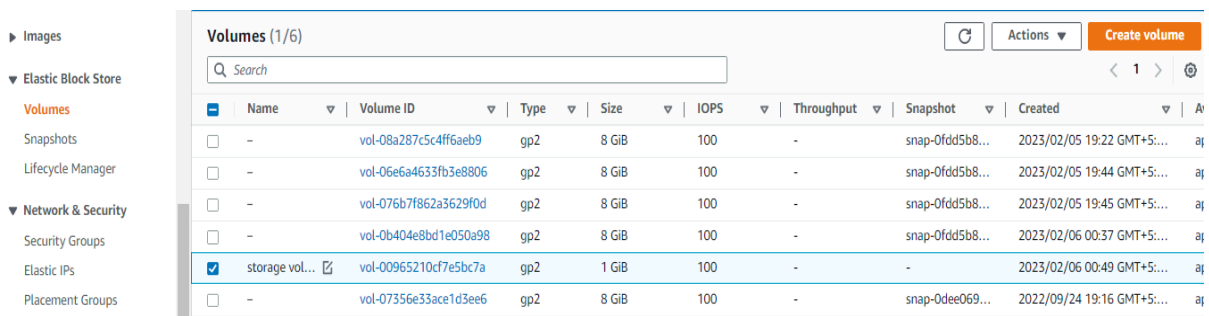 Images
Elastic Block Store
Volumes
Snapshots
Lifecycle Manager
Network & Security
Security Groups
Elastic IPs
Placement Groups
Volumes (1/6)
Actions
Create volume
Search
1
Name Volume ID Type Size IOPS Throughput Snapshot Created
– vol-08a287c5c4ff6aeb9 gp2 8 GiB 100 - snap-0fdd5b8... 2023/02/05 19:22 GMT+5:...
– vol-06e6a4633fb3e8806 gp2 8 GiB 100 - snap-0fdd5b8... 2023/02/05 19:44 GMT+5:...
– vol-076b7f862a3629f0d gp2 8 GiB 100 - snap-0fdd5b8... 2023/02/05 19:45 GMT+5:...
– vol-0b404e8bd1e050a98 gp2 8 GiB 100 - snap-0fdd5b8... 2023/02/06 00:37 GMT+5:...
storage vol... vol-00965210cf7e5bc7a gp2 1 GiB 100 - - 2023/02/06 00:49 GMT+5:...
– vol-07356e33ace1d3ee6 gp2 8 GiB 100 - snap-0dee069... 2022/09/24 19:16 GMT+5:...